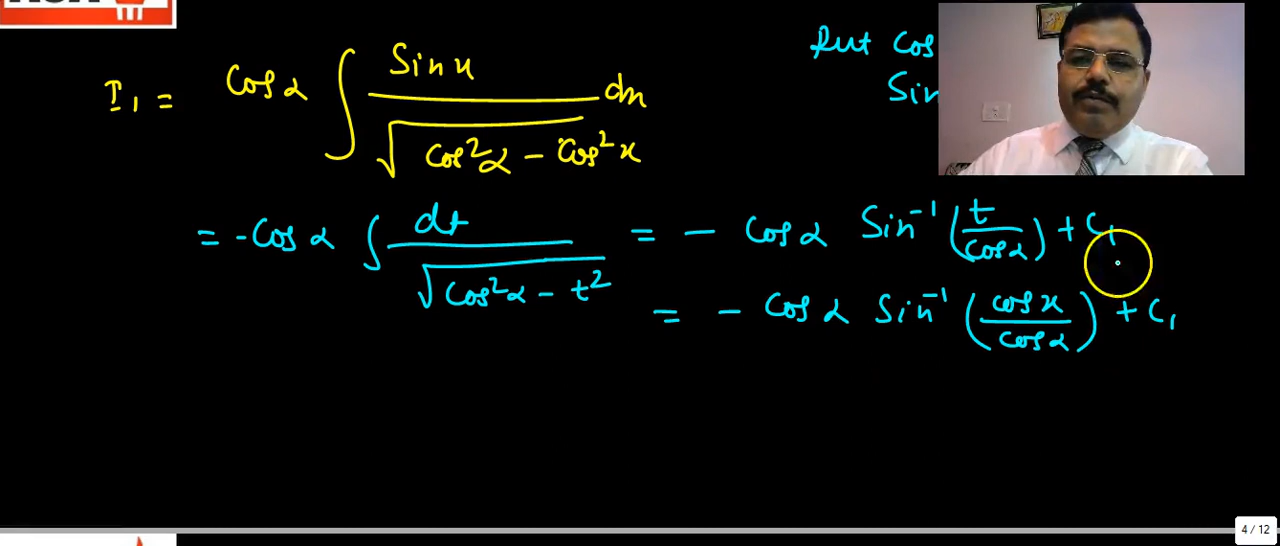 Put Cos
Sin
I₁ = Cos α ∫ Sin x / √(Cos²α - Cos²x) dx
= - Cos α ∫ dt / √(Cos²α - t²) = - Cos α Sin⁻¹(t / Cos α) + C₁
= - Cos α Sin⁻¹(Cos x / Cos α) + C₁
4 / 12